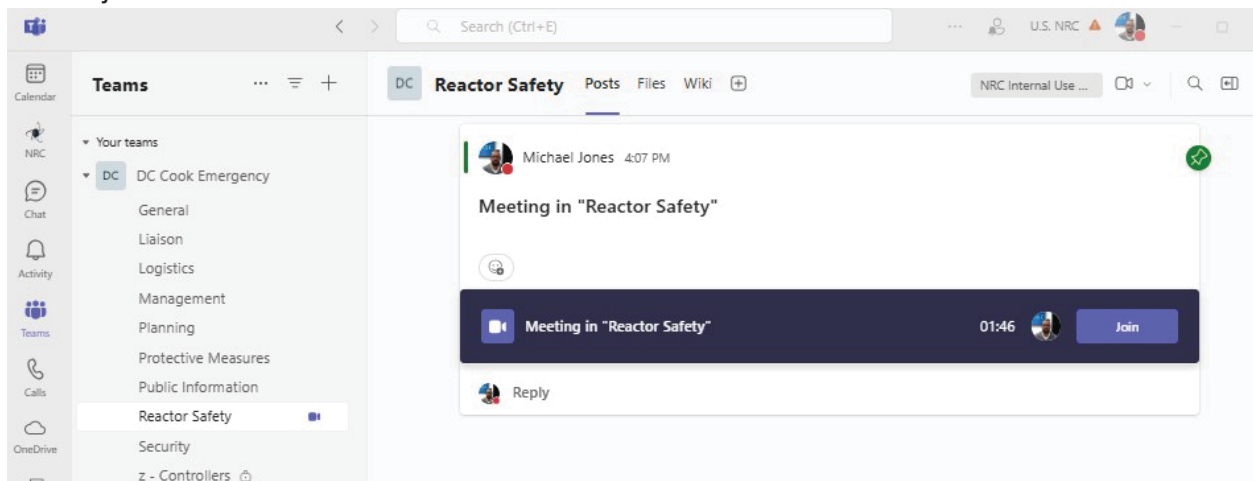 Search (Ctrl+E)
U.S. NRC
Calendar
NRC
Chat
Activity
Teams
Calls
OneDrive
Teams
Your teams
DC DC Cook Emergency
General
Liaison
Logistics
Management
Planning
Protective Measures
Public Information
Reactor Safety
Security
z - Controllers
DC Reactor Safety Posts Files Wiki
NRC Internal Use ...
Michael Jones 4:07 PM
Meeting in "Reactor Safety"
Meeting in "Reactor Safety" 01:46 Join
Reply